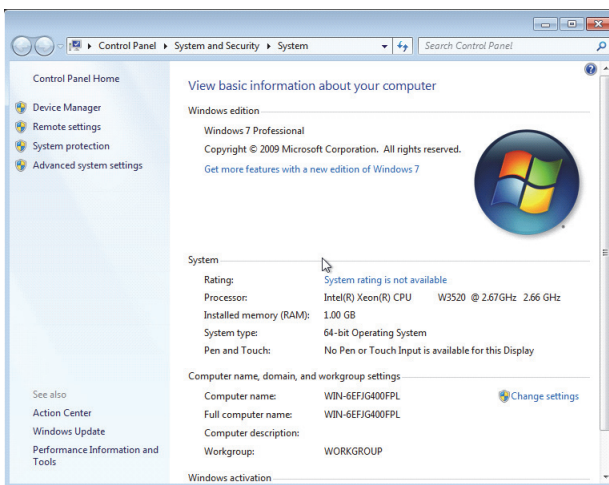 Control Panel ▸ System and Security ▸ System
Search Control Panel
Control Panel Home
Device Manager
Remote settings
System protection
Advanced system settings
See also
Action Center
Windows Update
Performance Information and
Tools
View basic information about your computer
Windows edition
Windows 7 Professional
Copyright © 2009 Microsoft Corporation. All rights reserved.
Get more features with a new edition of Windows 7
System
Rating: System rating is not available
Processor: Intel(R) Xeon(R) CPU W3520 @ 2.67GHz 2.66 GHz
Installed memory (RAM): 1.00 GB
System type: 64-bit Operating System
Pen and Touch: No Pen or Touch Input is available for this Display
Computer name, domain, and workgroup settings
Computer name: WIN-6EFJG400FPL Change settings
Full computer name: WIN-6EFJG400FPL
Computer description:
Workgroup: WORKGROUP
Windows activation